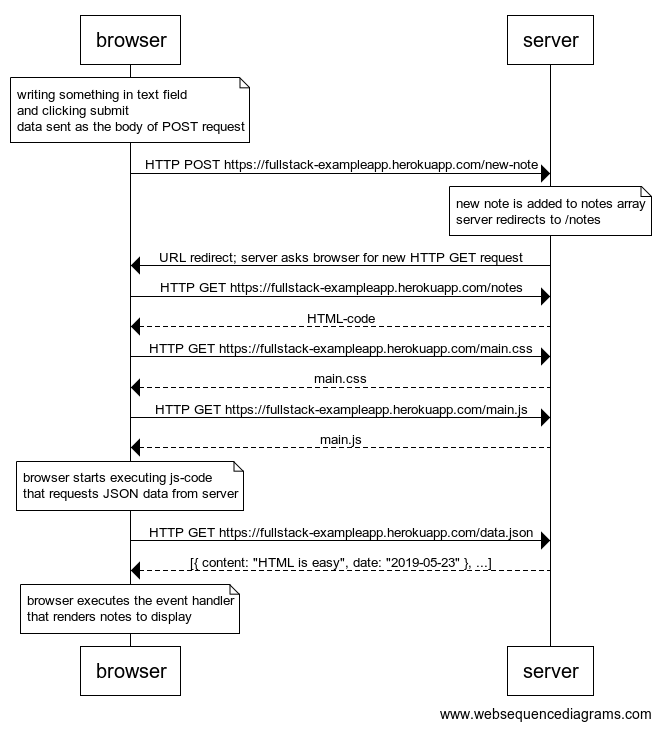 browser
server
writing something in text field
and clicking submit
data sent as the body of POST request
HTTP POST https://fullstack-exampleapp.herokuapp.com/new-note
new note is added to notes array
server redirects to /notes
URL redirect; server asks browser for new HTTP GET request
HTTP GET https://fullstack-exampleapp.herokuapp.com/notes
HTML-code
HTTP GET https://fullstack-exampleapp.herokuapp.com/main.css
main.css
HTTP GET https://fullstack-exampleapp.herokuapp.com/main.js
main.js
browser starts executing js-code
that requests JSON data from server
HTTP GET https://fullstack-exampleapp.herokuapp.com/data.json
[{ content: "HTML is easy", date: "2019-05-23" }, ...]
browser executes the event handler
that renders notes to display
browser
server
www.websequencediagrams.com